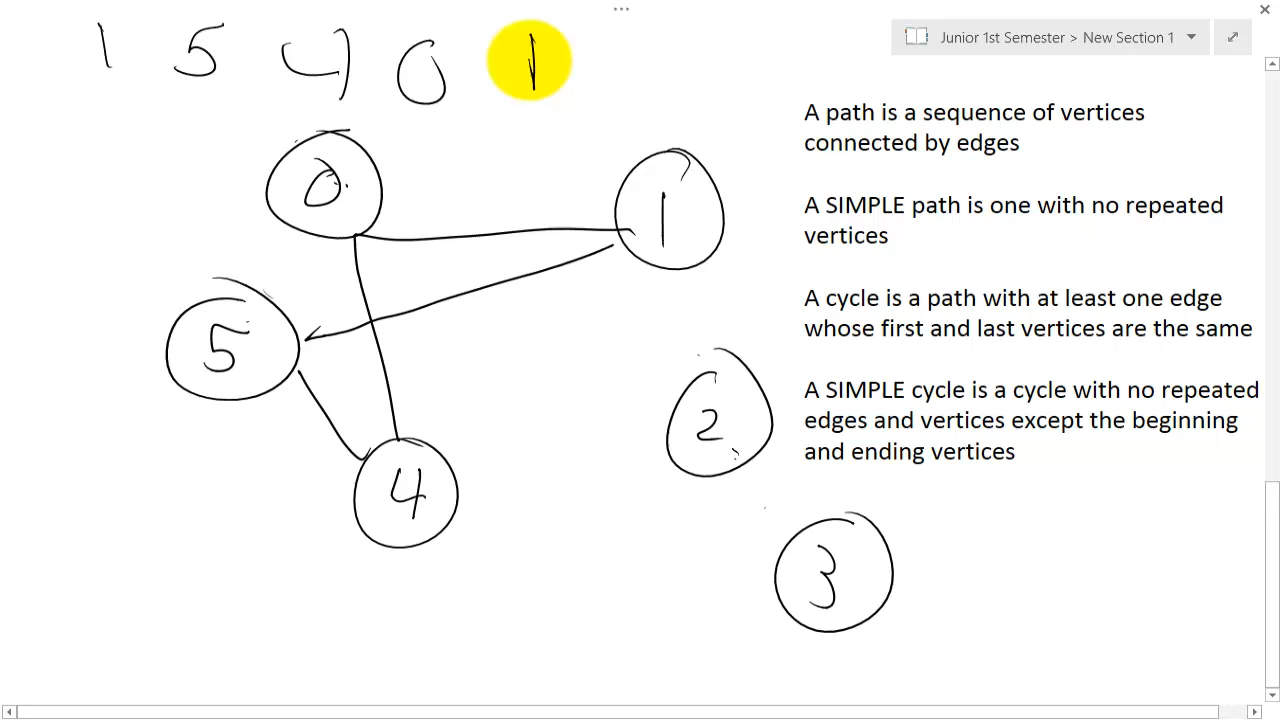 1 5 4 0 1
Junior 1st Semester > New Section 1
A path is a sequence of vertices
connected by edges
0
1
A SIMPLE path is one with no repeated
vertices
A cycle is a path with at least one edge
whose first and last vertices are the same
5
2
A SIMPLE cycle is a cycle with no repeated
edges and vertices except the beginning
and ending vertices
4
3